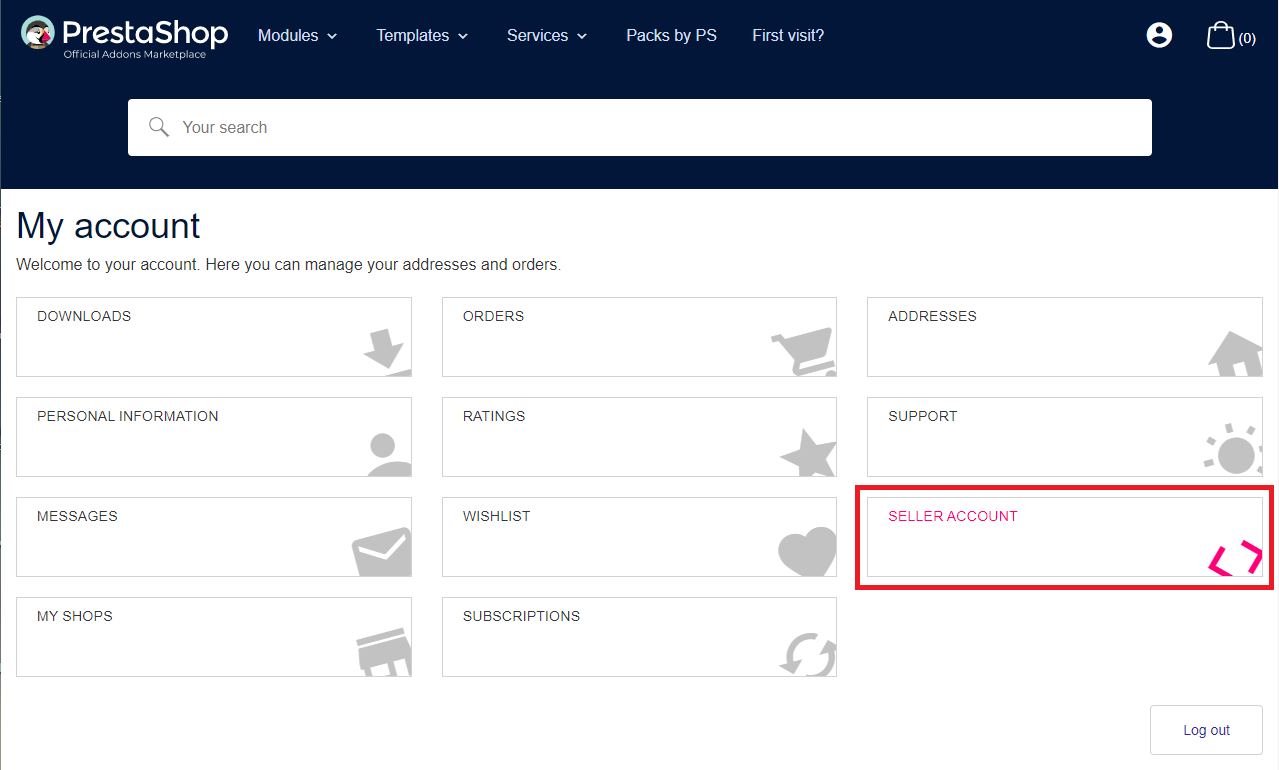 PrestaShop
Official Addons Marketplace
Modules
Templates
Services
Packs by PS
First visit?
(0)
Your search
My account
Welcome to your account. Here you can manage your addresses and orders.
DOWNLOADS
ORDERS
ADDRESSES
PERSONAL INFORMATION
RATINGS
SUPPORT
MESSAGES
WISHLIST
SELLER ACCOUNT
MY SHOPS
SUBSCRIPTIONS
Log out